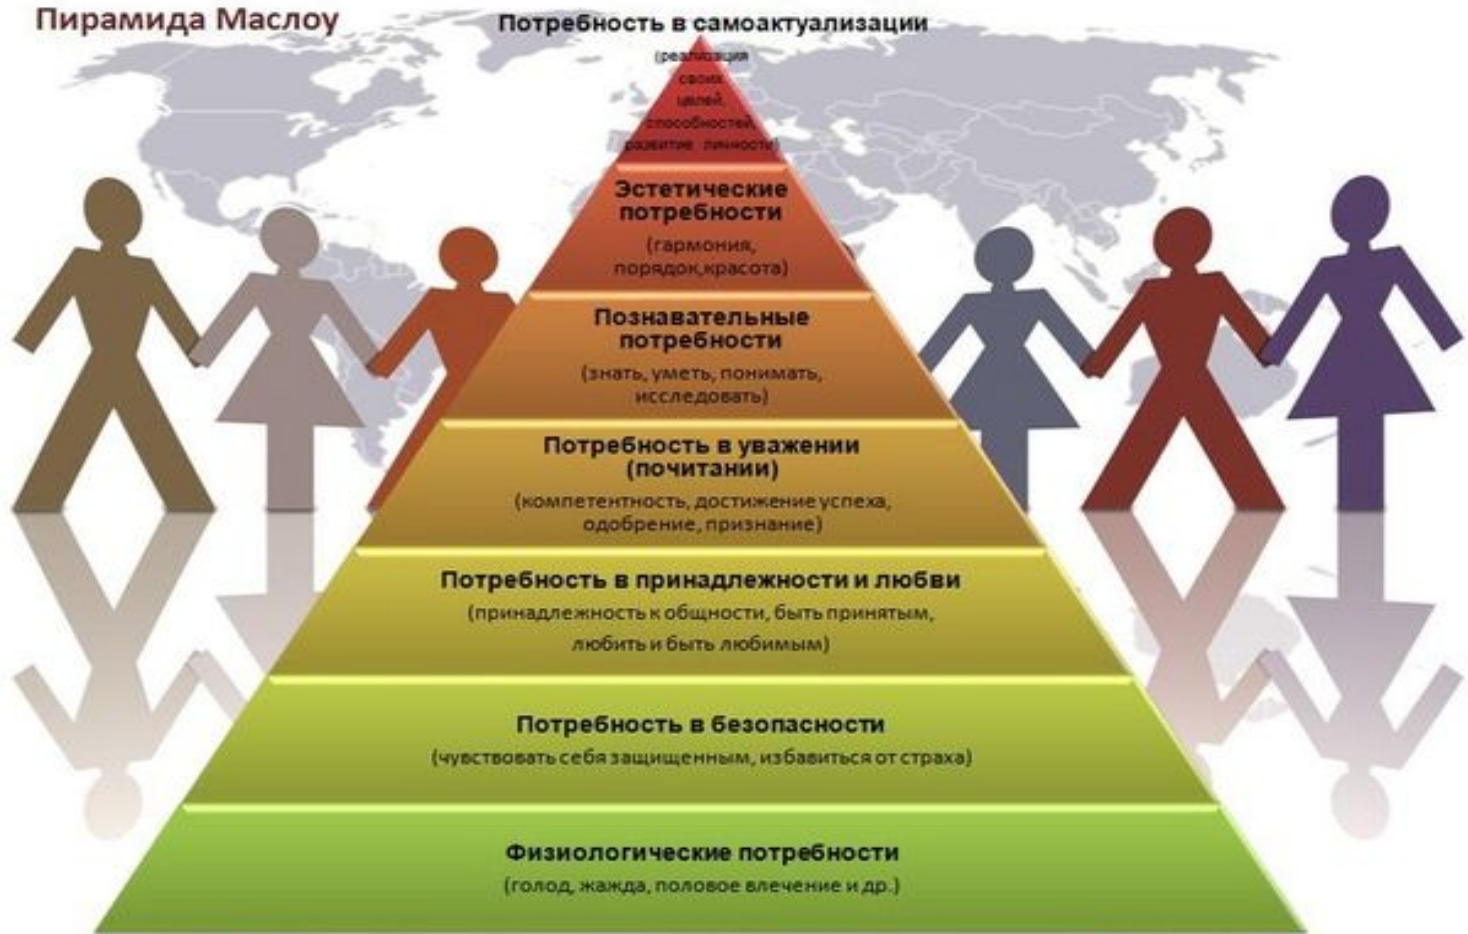 Пирамида Маслоу
Потребность в самоактуализации
(реализация
своих
целей,
способностей,
развитие личности)
Эстетические
потребности
(гармония,
порядок,красота)
Познавательные
потребности
(знать, уметь, понимать,
исследовать)
Потребность в уважении
(почитании)
(компетентность, достижение успеха,
одобрение, признание)
Потребность в принадлежности и любви
(принадлежность к общности, быть принятым,
любить и быть любимым)
Потребность в безопасности
(чувствовать себя защищенным, избавиться от страха)
Физиологические потребности
(голод, жажда, половое влечение и др.)